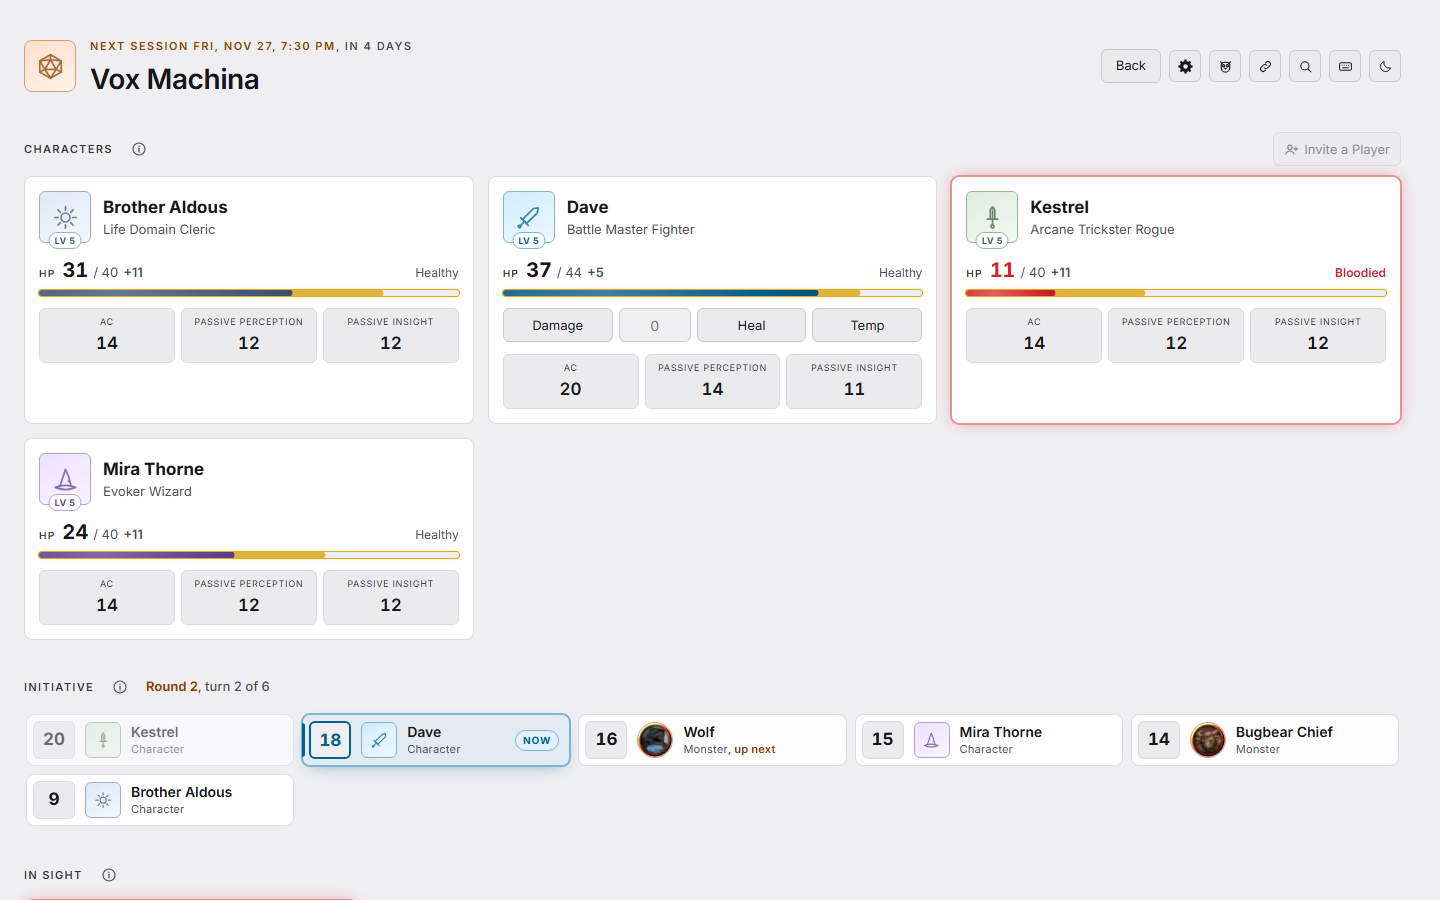 NEXT SESSION FRI, NOV 27, 7:30 PM, IN 4 DAYS
Vox Machina
Back
CHARACTERS
Invite a Player
Brother Aldous
Life Domain Cleric
LV 5
HP 31 / 40 +11 Healthy
AC PASSIVE PERCEPTION PASSIVE INSIGHT
14 12 12
Dave
Battle Master Fighter
LV 5
HP 37 / 44 +5 Healthy
Damage 0 Heal Temp
AC PASSIVE PERCEPTION PASSIVE INSIGHT
20 14 11
Kestrel
Arcane Trickster Rogue
LV 5
HP 11 / 40 +11 Bloodied
AC PASSIVE PERCEPTION PASSIVE INSIGHT
14 12 12
Mira Thorne
Evoker Wizard
LV 5
HP 24 / 40 +11 Healthy
AC PASSIVE PERCEPTION PASSIVE INSIGHT
14 12 12
INITIATIVE Round 2, turn 2 of 6
20 Kestrel
Character
18 Dave
Character
NOW
16 Wolf
Monster, up next
15 Mira Thorne
Character
14 Bugbear Chief
Monster
9 Brother Aldous
Character
IN SIGHT